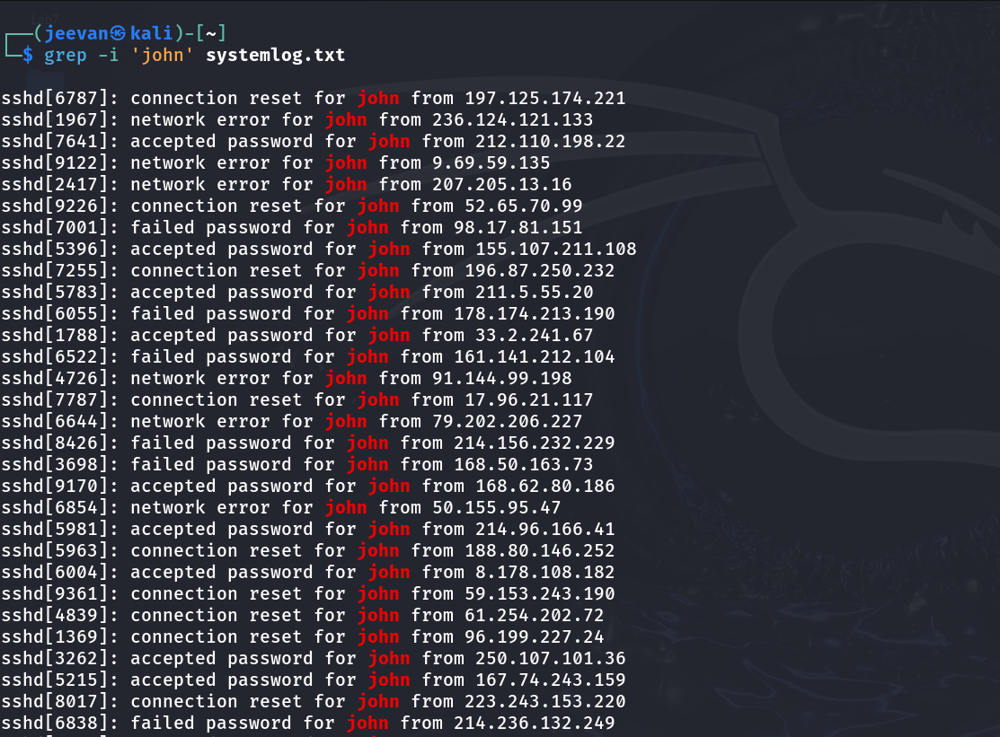 ┌──(jeevan㉿kali)-[~]
└─$ grep -i 'john' systemlog.txt
sshd[6787]: connection reset for john from 197.125.174.221
sshd[1967]: network error for john from 236.124.121.133
sshd[7641]: accepted password for john from 212.110.198.22
sshd[9122]: network error for john from 9.69.59.135
sshd[2417]: network error for john from 207.205.13.16
sshd[9226]: connection reset for john from 52.65.70.99
sshd[7001]: failed password for john from 98.17.81.151
sshd[5396]: accepted password for john from 155.107.211.108
sshd[7255]: connection reset for john from 196.87.250.232
sshd[5783]: accepted password for john from 211.5.55.20
sshd[6055]: failed password for john from 178.174.213.190
sshd[1788]: accepted password for john from 33.2.241.67
sshd[6522]: failed password for john from 161.141.212.104
sshd[4726]: network error for john from 91.144.99.198
sshd[7787]: connection reset for john from 17.96.21.117
sshd[6644]: network error for john from 79.202.206.227
sshd[8426]: failed password for john from 214.156.232.229
sshd[3698]: failed password for john from 168.50.163.73
sshd[9170]: accepted password for john from 168.62.80.186
sshd[6854]: network error for john from 50.155.95.47
sshd[5981]: accepted password for john from 214.96.166.41
sshd[5963]: connection reset for john from 188.80.146.252
sshd[6004]: accepted password for john from 8.178.108.182
sshd[9361]: connection reset for john from 59.153.243.190
sshd[4839]: connection reset for john from 61.254.202.72
sshd[1369]: connection reset for john from 96.199.227.24
sshd[3262]: accepted password for john from 250.107.101.36
sshd[5215]: accepted password for john from 167.74.243.159
sshd[8017]: connection reset for john from 223.243.153.220
sshd[6838]: failed password for john from 214.236.132.249